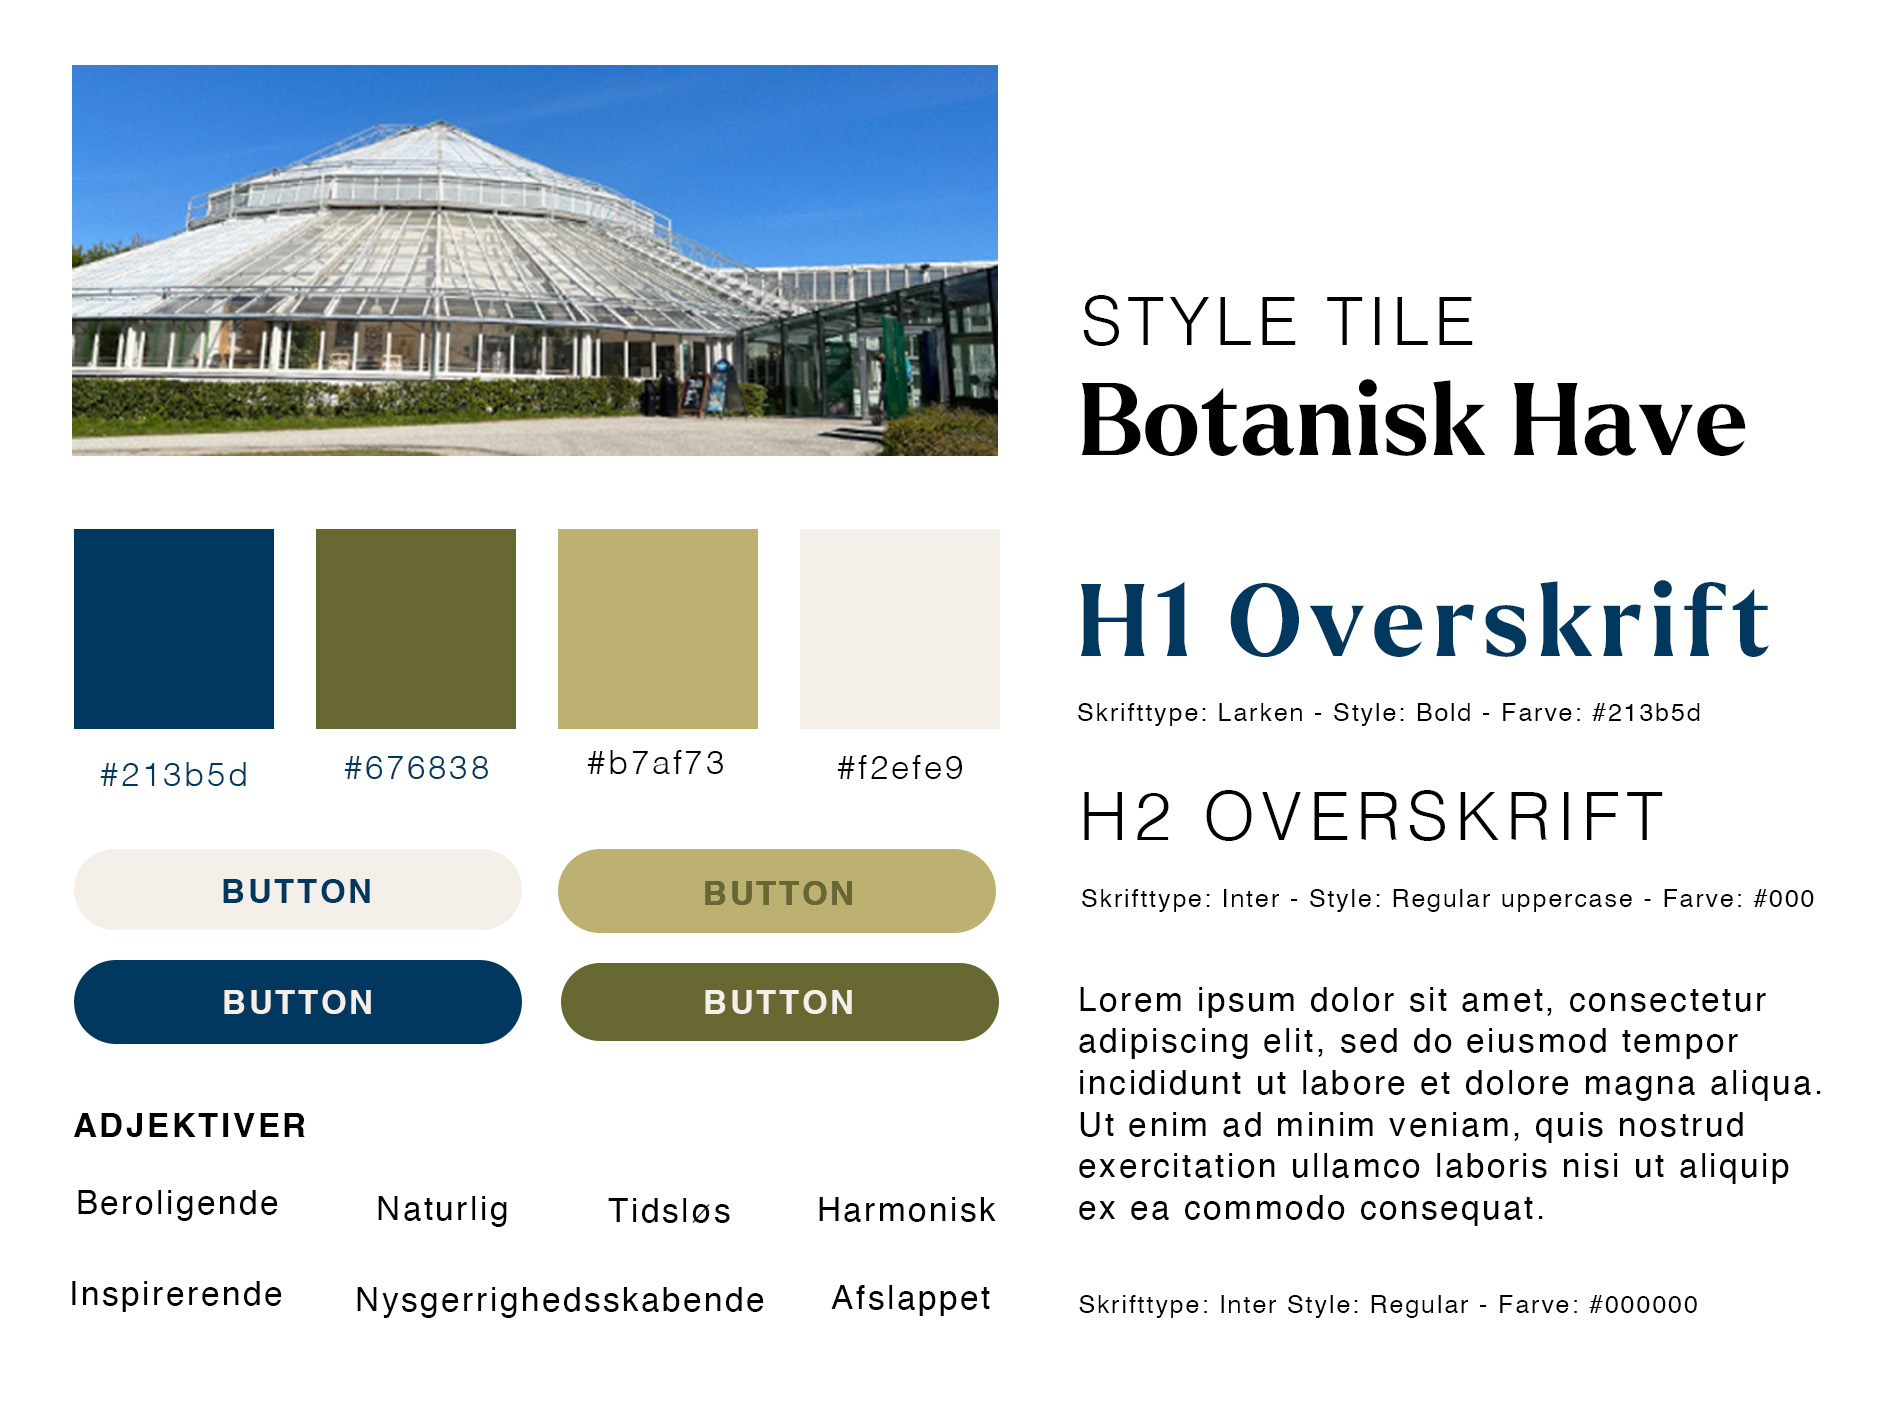 STYLE TILE
Botanisk Have
#213b5d
#676838
#b7af73
#f2efe9
BUTTON
BUTTON
BUTTON
BUTTON
ADJEKTIVER
Beroligende
Naturlig
Tidsløs
Harmonisk
Inspirerende
Nysgerrighedsskabende
Afslappet
H1 Overskrift
Skrifttype: Larken - Style: Bold - Farve: #213b5d
H2 OVERSKRIFT
Skrifttype: Inter - Style: Regular uppercase - Farve: #000
Lorem ipsum dolor sit amet, consectetur
adipiscing elit, sed do eiusmod tempor
incididunt ut labore et dolore magna aliqua.
Ut enim ad minim veniam, quis nostrud
exercitation ullamco laboris nisi ut aliquip
ex ea commodo consequat.
Skrifttype: Inter Style: Regular - Farve: #000000